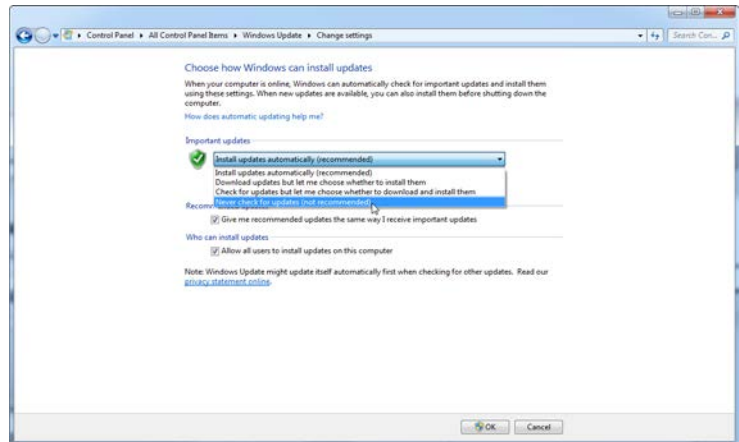 Control Panel ▸ All Control Panel Items ▸ Windows Update ▸ Change settings
Search Con...
Choose how Windows can install updates
When your computer is online, Windows can automatically check for important updates and install them
using these settings. When new updates are available, you can also install them before shutting down the
computer.
How does automatic updating help me?
Important updates
Install updates automatically (recommended)
Install updates automatically (recommended)
Download updates but let me choose whether to install them
Check for updates but let me choose whether to download and install them
Never check for updates (not recommended)
Recom
Give me recommended updates the same way I receive important updates
Who can install updates
Allow all users to install updates on this computer
Note: Windows Update might update itself automatically first when checking for other updates. Read our
privacy statement online.
OK
Cancel